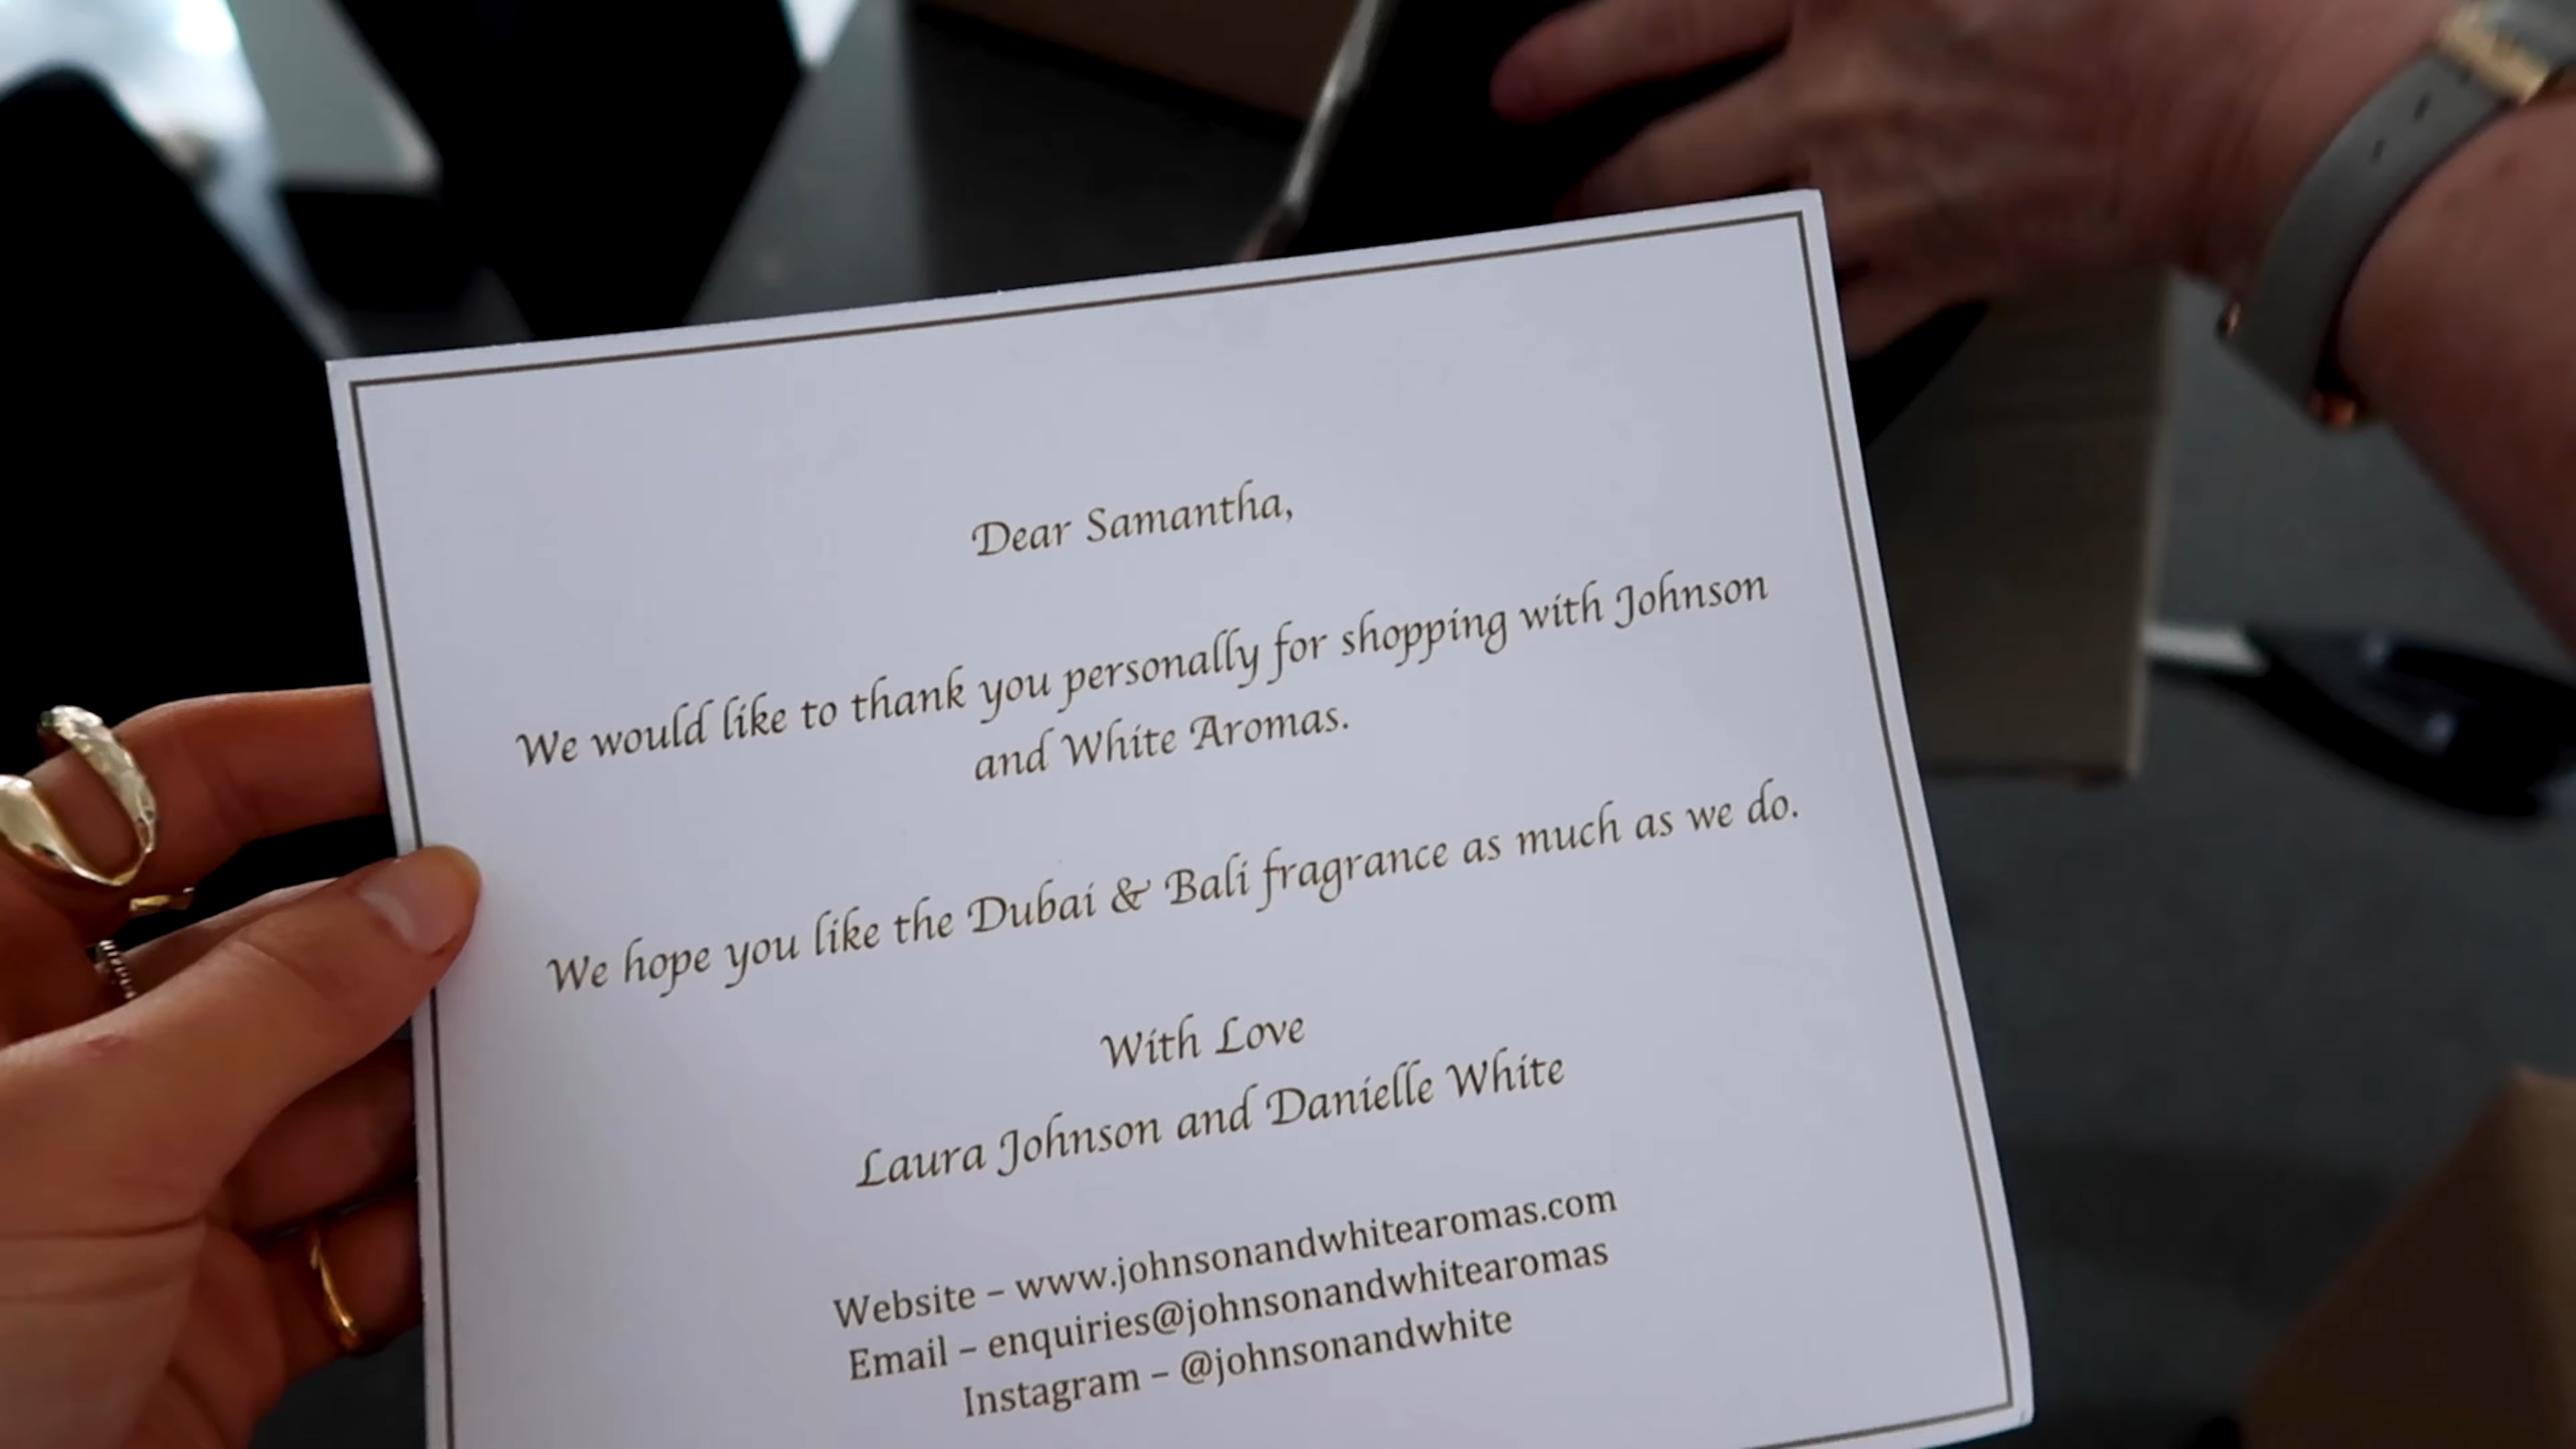 Dear Samantha,
We would like to thank you personally for shopping with Johnson
and White Aromas.
We hope you like the Dubai & Bali fragrance as much as we do.
With Love
Laura Johnson and Danielle White
Website – www.johnsonandwhitearomas.com
Email – enquiries@johnsonandwhitearomas
Instagram – @johnsonandwhite